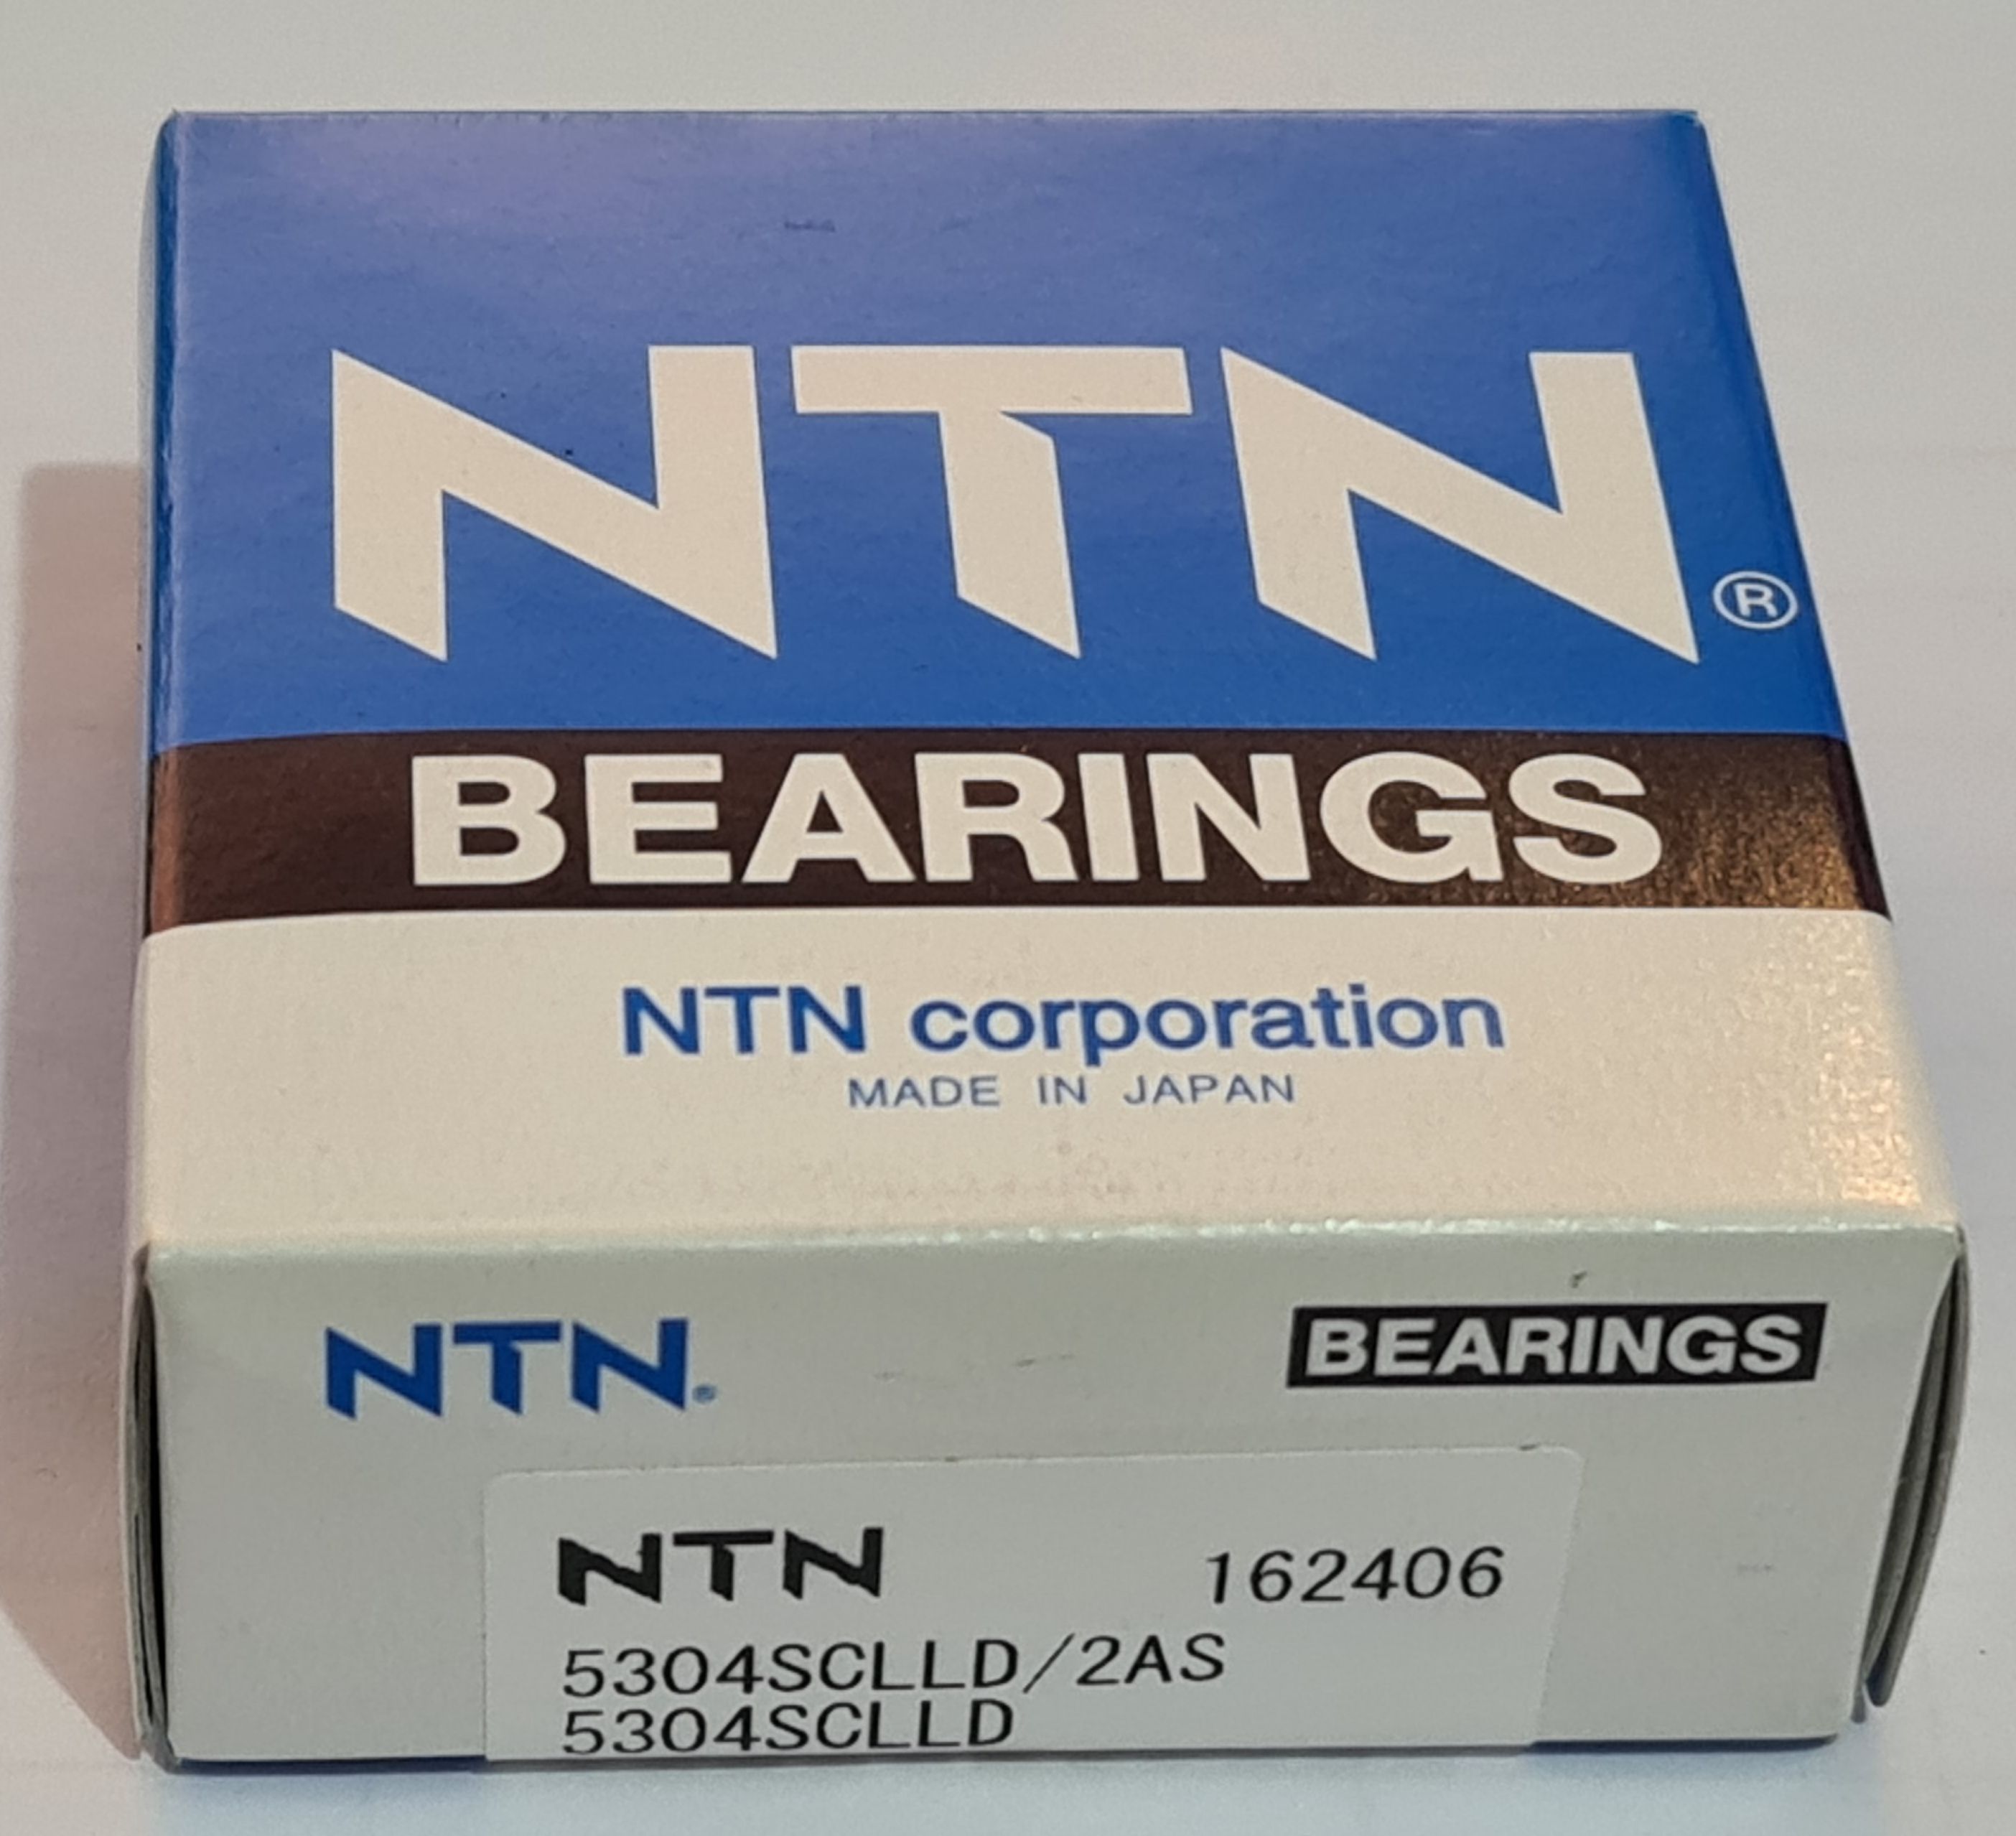 NTN®
BEARINGS
NTN corporation
MADE IN JAPAN
NTN®
BEARINGS
NTN 162406
5304SCLLD/2AS
5304SCLLD